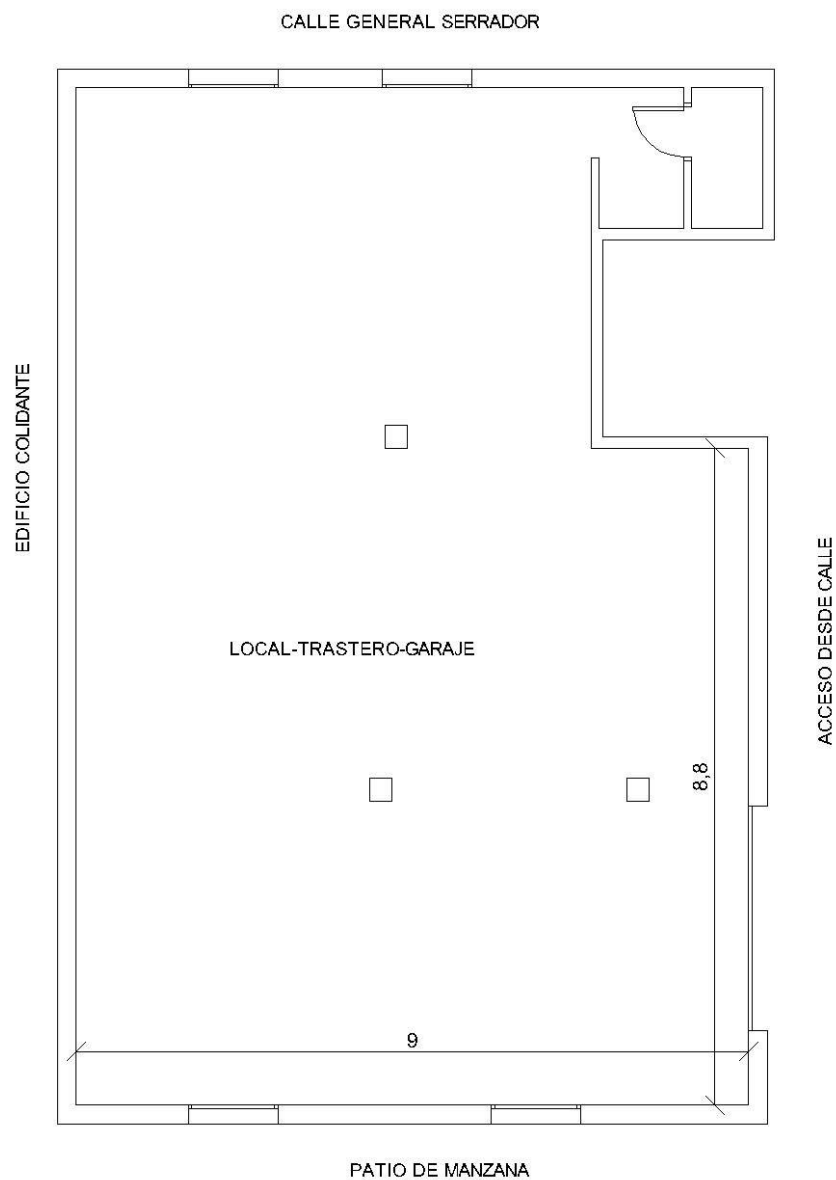 CALLE GENERAL SERRADOR
EDIFICIO COLIDANTE
ACCESO DESDE CALLE
LOCAL-TRASTERO-GARAJE
8,8
9
PATIO DE MANZANA